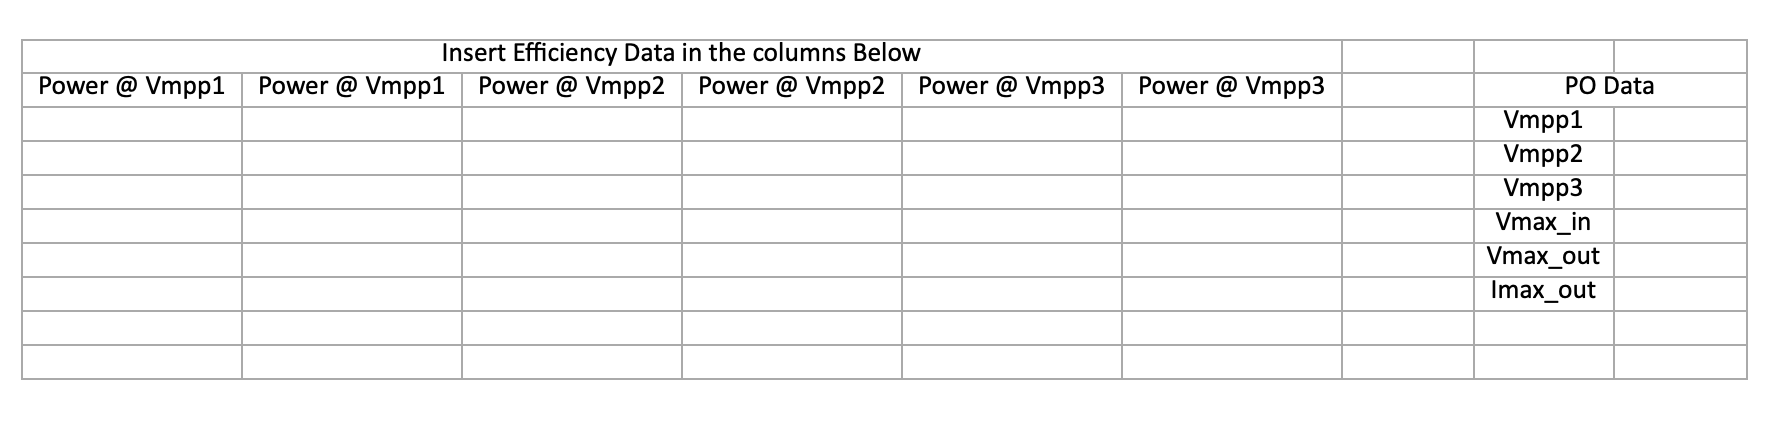 Insert Efficiency Data in the columns Below
Power @ Vmpp1 Power @ Vmpp1 Power @ Vmpp2 Power @ Vmpp2 Power @ Vmpp3 Power @ Vmpp3 PO Data
Vmpp1
Vmpp2
Vmpp3
Vmax_in
Vmax_out
Imax_out